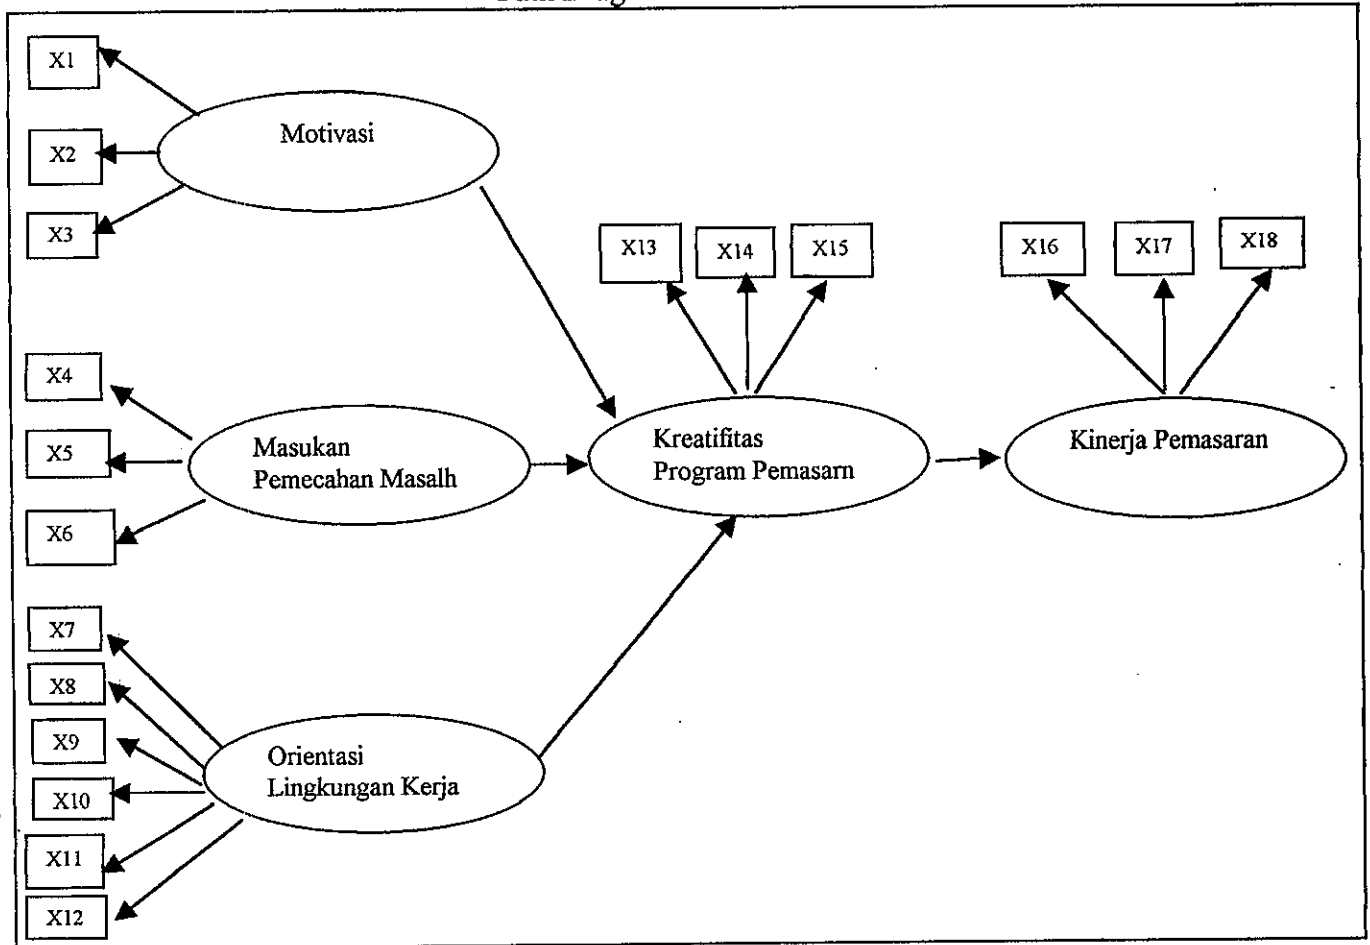 X1
Motivasi
X2
X3
X13
X14
X15
X16
X17
X18
X4
Masukan
Pemecahan Masalh
X5
X6
Kreatifitas
Program Pemasarn
Kinerja Pemasaran
X7
X8
X9
Orientasi
Lingkungan Kerja
X10
X11
X12